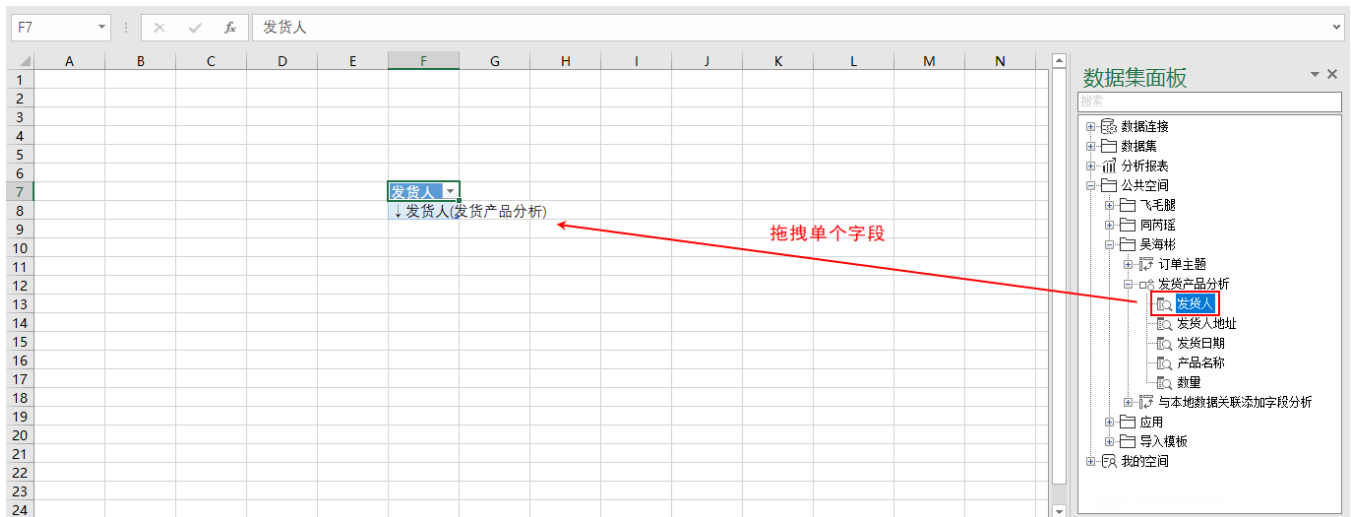 F7 fx 发货人
A B C D E F G H I J K L M N
1
2
3
4
5
6
7 发货人
8 ↓发货人(发货产品分析)
9
10
11
12
13
14
15
16
17
18
19
20
21
22
23
24
拖拽单个字段
数据集面板
搜索
数据连接
数据集
分析报表
公共空间
飞毛腿
同芮瑶
吴海彬
订单主题
发货产品分析
发货人
发货人地址
发货日期
产品名称
数量
与本地数据关联添加字段分析
应用
导入模板
我的空间